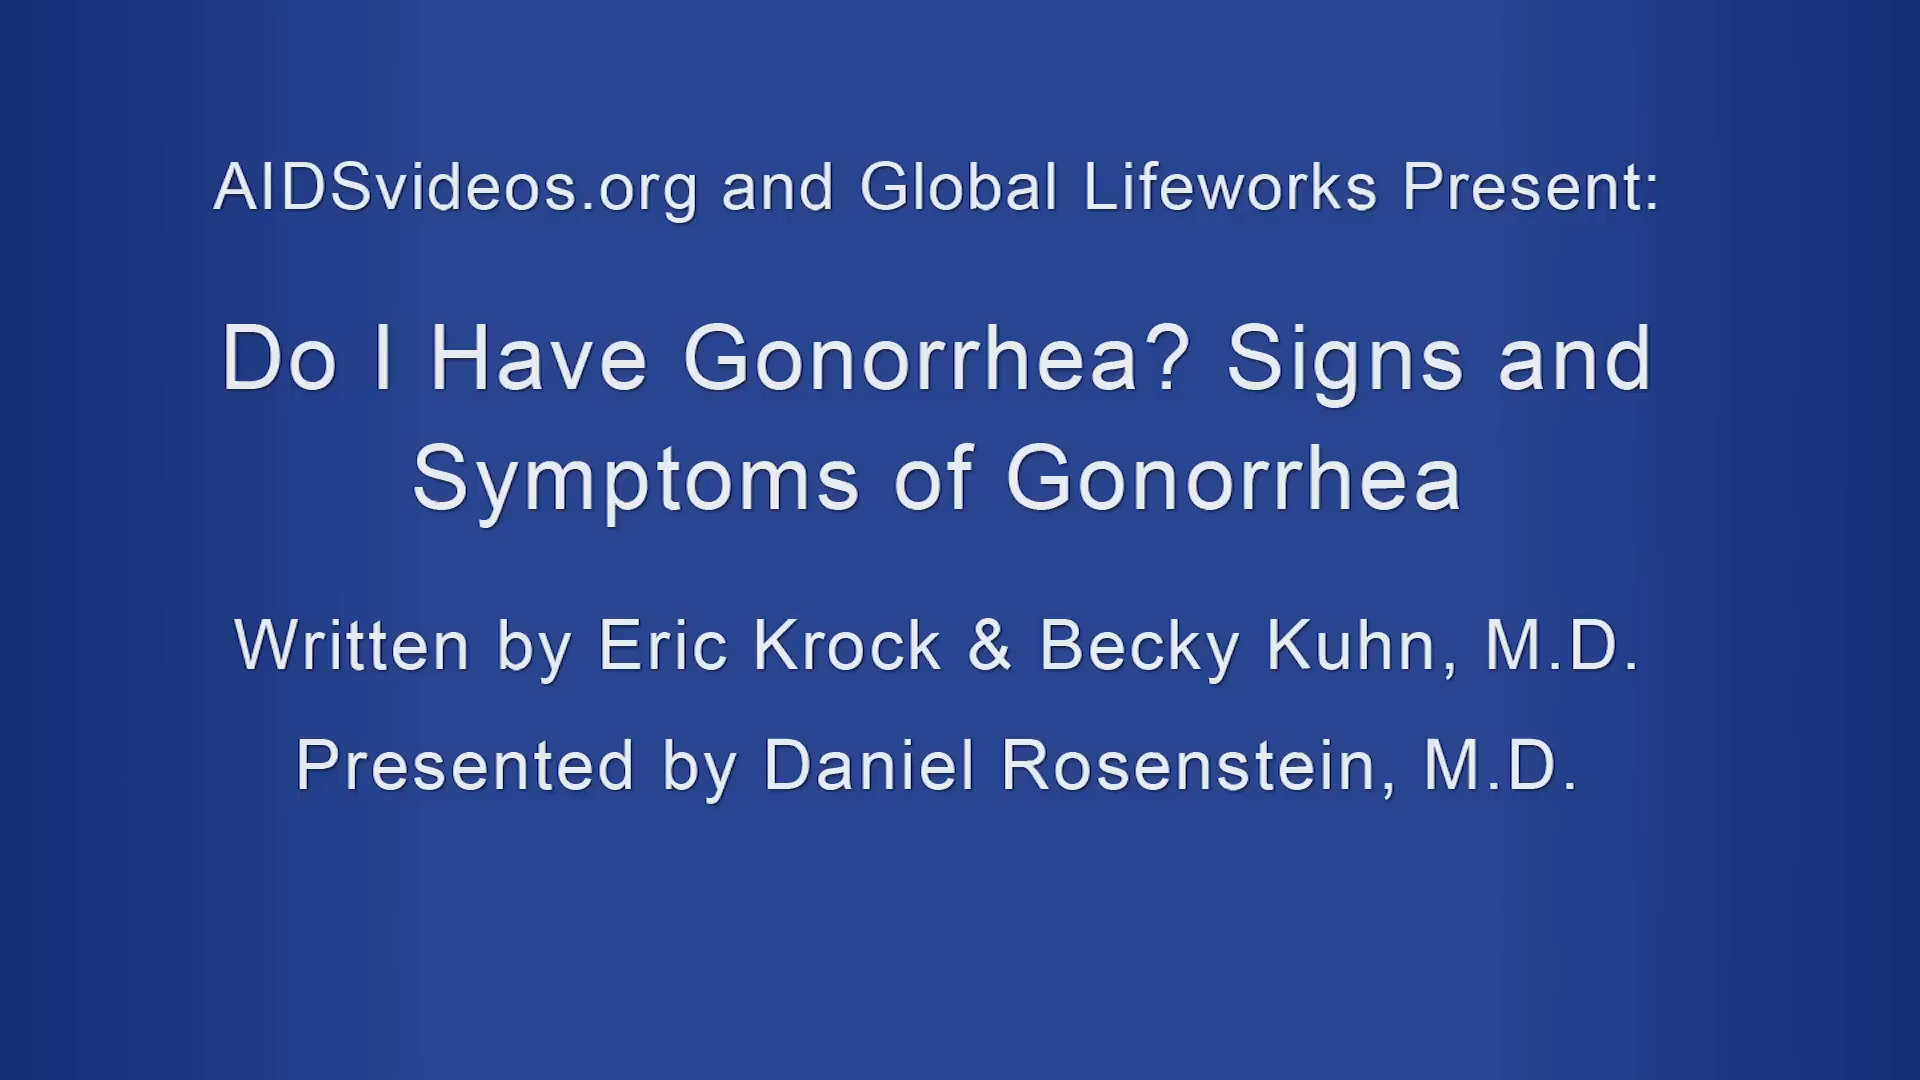 AIDSvideos.org and Global Lifeworks Present:
Do I Have Gonorrhea? Signs and
Symptoms of Gonorrhea
Written by Eric Krock & Becky Kuhn, M.D.
Presented by Daniel Rosenstein, M.D.